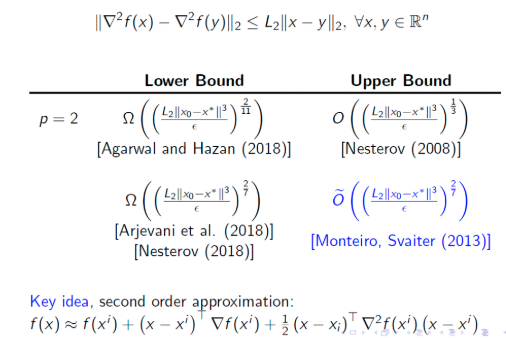 ‖∇²f(x) − ∇²f(y)‖₂ ≤ L₂‖x − y‖₂, ∀x, y ∈ ℝⁿ
Lower Bound Upper Bound
p = 2 Ω((L₂‖x₀−x*‖³/ϵ)^(2/11)) O((L₂‖x₀−x*‖³/ϵ)^(1/3))
[Agarwal and Hazan (2018)] [Nesterov (2008)]
Ω((L₂‖x₀−x*‖³/ϵ)^(2/7)) Õ((L₂‖x₀−x*‖³/ϵ)^(2/7))
[Arjevani et al. (2018)]
[Nesterov (2018)] [Monteiro, Svaiter (2013)]
Key idea, second order approximation:
f(x) ≈ f(xⁱ) + (x − xⁱ)^⊤ ∇f(xⁱ) + ½ (x − xᵢ)^⊤ ∇²f(xⁱ) (x − xⁱ)